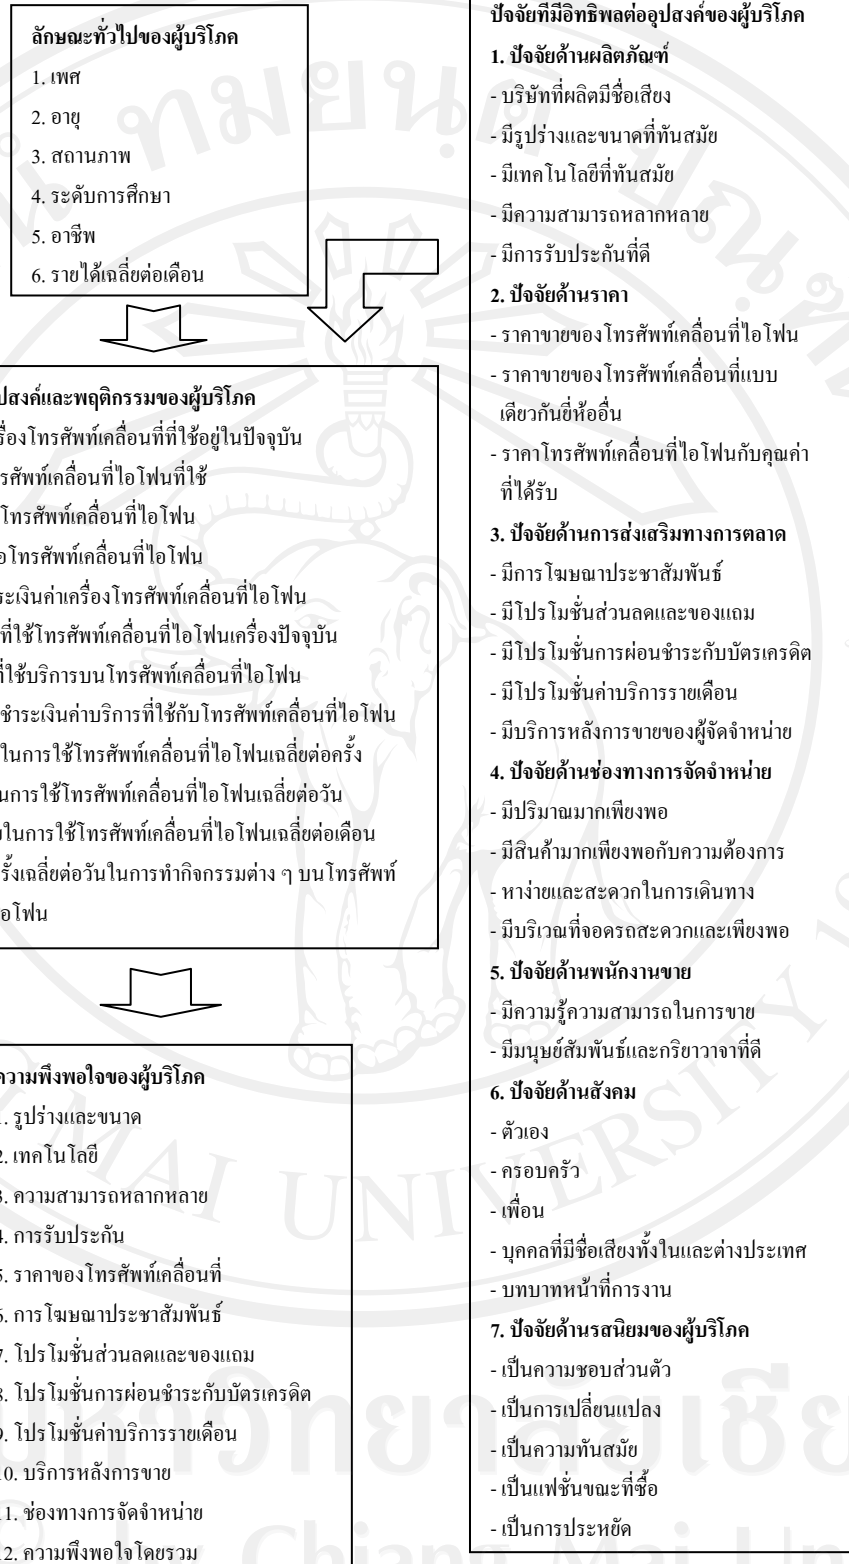 ลักษณะทั่วไปของผู้บริโภค
1. เพศ
2. อายุ
3. สถานภาพ
4. ระดับการศึกษา
5. อาชีพ
6. รายได้เฉลี่ยต่อเดือน
ปสงค์และพฤติกรรมของผู้บริโภค
รื่องโทรศัพท์เคลื่อนที่ที่ใช้อยู่ในปัจจุบัน
รศัพท์เคลื่อนที่ไอโฟนที่ใช้
โทรศัพท์เคลื่อนที่ไอโฟน
อโทรศัพท์เคลื่อนที่ไอโฟน
ระเงินค่าเครื่องโทรศัพท์เคลื่อนที่ไอโฟน
ที่ใช้โทรศัพท์เคลื่อนที่ไอโฟนเครื่องปัจจุบัน
ที่ใช้บริการบนโทรศัพท์เคลื่อนที่ไอโฟน
ชำระเงินค่าบริการที่ใช้กับโทรศัพท์เคลื่อนที่ไอโฟน
ในการใช้โทรศัพท์เคลื่อนที่ไอโฟนเฉลี่ยต่อครั้ง
นการใช้โทรศัพท์เคลื่อนที่ไอโฟนเฉลี่ยต่อวัน
ยในการใช้โทรศัพท์เคลื่อนที่ไอโฟนเฉลี่ยต่อเดือน
รั้งเฉลี่ยต่อวันในการทำกิจกรรมต่าง ๆ บนโทรศัพท์
อโฟน
ความพึงพอใจของผู้บริโภค
1. รูปร่างและขนาด
2. เทคโนโลยี
3. ความสามารถหลากหลาย
4. การรับประกัน
5. ราคาของโทรศัพท์เคลื่อนที่
6. การโฆษณาประชาสัมพันธ์
7. โปรโมชั่นส่วนลดและของแถม
8. โปรโมชั่นการผ่อนชำระกับบัตรเครดิต
9. โปรโมชั่นค่าบริการรายเดือน
10. บริการหลังการขาย
11. ช่องทางการจัดจำหน่าย
12. ความพึงพอใจโดยรวม
ปัจจัยที่มีอิทธิพลต่ออุปสงค์ของผู้บริโภค
1. ปัจจัยด้านผลิตภัณฑ์
- บริษัทที่ผลิตมีชื่อเสียง
- มีรูปร่างและขนาดที่ทันสมัย
- มีเทคโนโลยีที่ทันสมัย
- มีความสามารถหลากหลาย
- มีการรับประกันที่ดี
2. ปัจจัยด้านราคา
- ราคาขายของโทรศัพท์เคลื่อนที่ไอโฟน
- ราคาขายของโทรศัพท์เคลื่อนที่แบบ
เดียวกันยี่ห้ออื่น
- ราคาโทรศัพท์เคลื่อนที่ไอโฟนกับคุณค่า
ที่ได้รับ
3. ปัจจัยด้านการส่งเสริมทางการตลาด
- มีการโฆษณาประชาสัมพันธ์
- มีโปรโมชั่นส่วนลดและของแถม
- มีโปรโมชั่นการผ่อนชำระกับบัตรเครดิต
- มีโปรโมชั่นค่าบริการรายเดือน
- มีบริการหลังการขายของผู้จัดจำหน่าย
4. ปัจจัยด้านช่องทางการจัดจำหน่าย
- มีปริมาณมากเพียงพอ
- มีสินค้ามากเพียงพอกับความต้องการ
- หาง่ายและสะดวกในการเดินทาง
- มีบริเวณที่จอดรถสะดวกและเพียงพอ
5. ปัจจัยด้านพนักงานขาย
- มีความรู้ความสามารถในการขาย
- มีมนุษย์สัมพันธ์และกริยาวาจาที่ดี
6. ปัจจัยด้านสังคม
- ตัวเอง
- ครอบครัว
- เพื่อน
- บุคคลที่มีชื่อเสียงทั้งในและต่างประเทศ
- บทบาทหน้าที่การงาน
7. ปัจจัยด้านรสนิยมของผู้บริโภค
- เป็นความชอบส่วนตัว
- เป็นการเปลี่ยนแปลง
- เป็นความทันสมัย
- เป็นแฟชั่นขณะที่ซื้อ
- เป็นการประหยัด
MAI UNIVERSITY
Chiang Mai Un